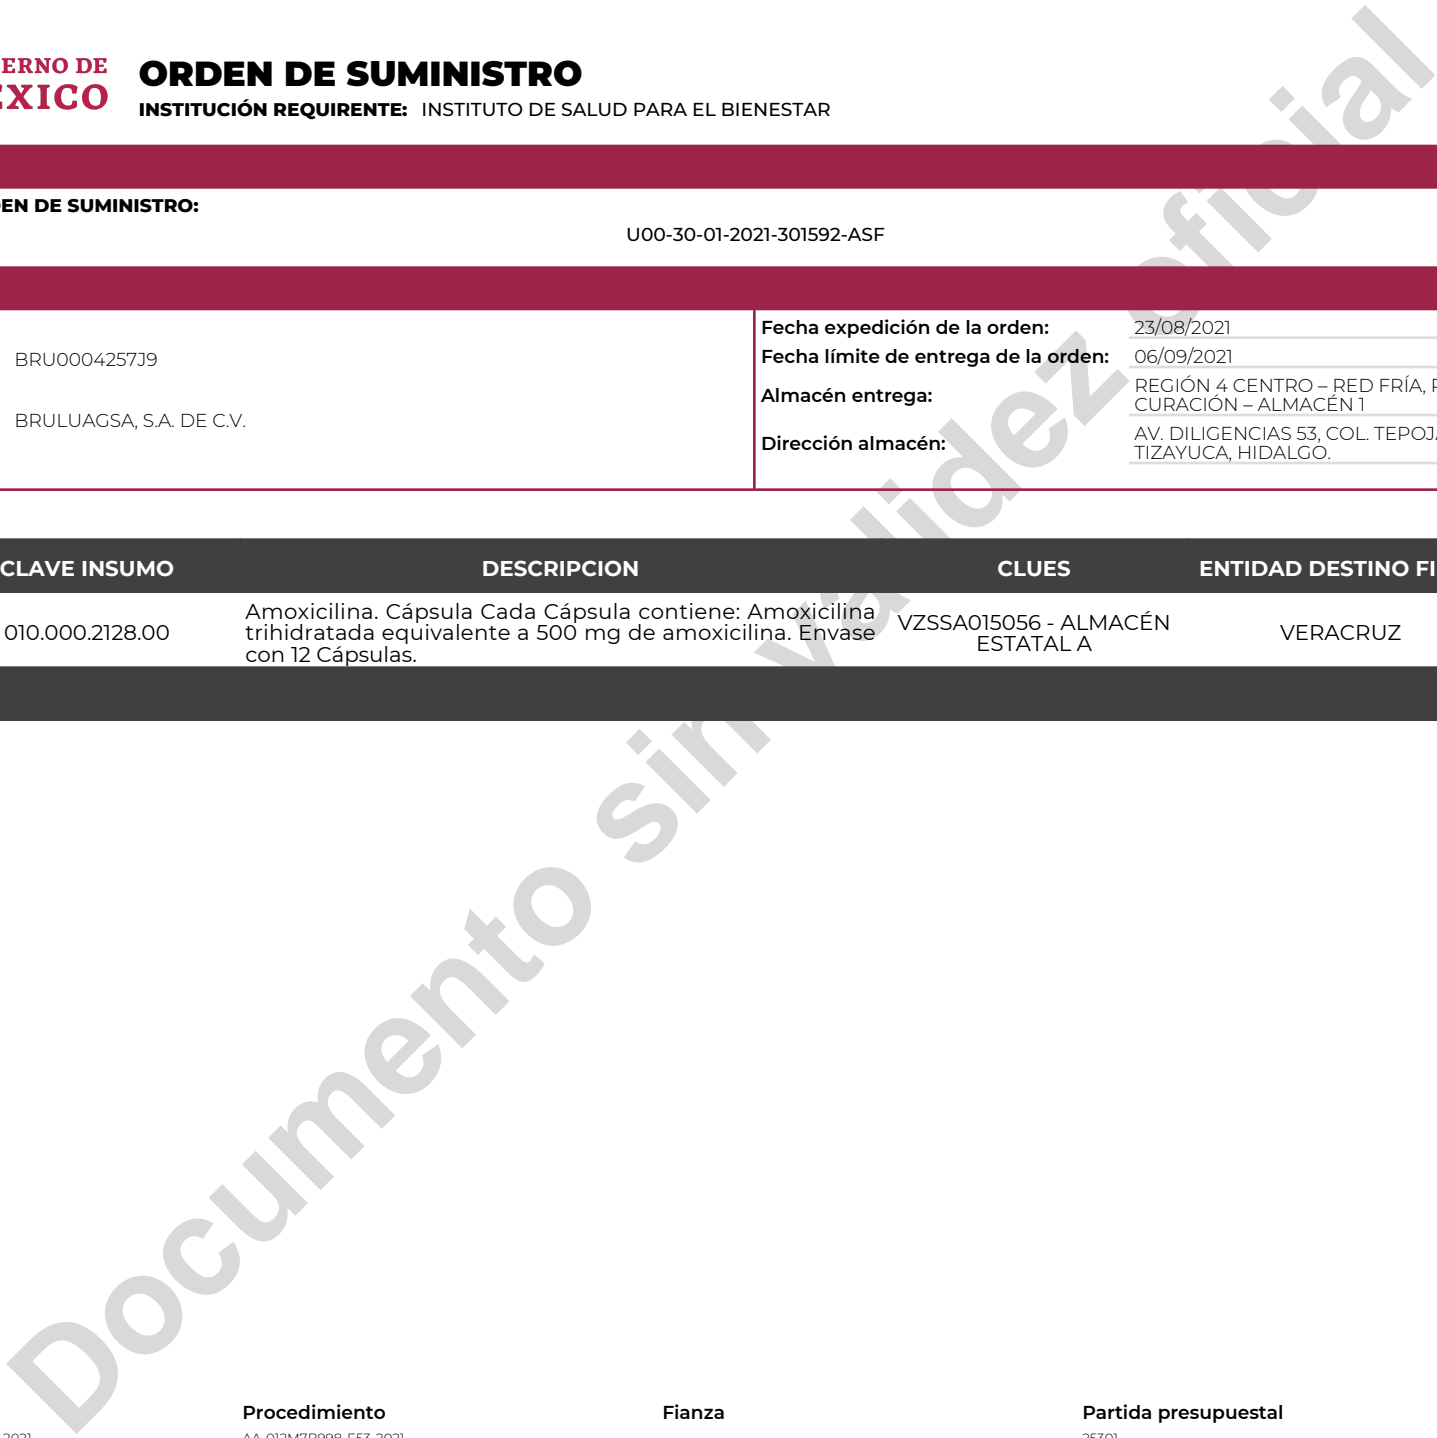 ERNO DE
EXICO
ORDEN DE SUMINISTRO
INSTITUCIÓN REQUIRENTE: INSTITUTO DE SALUD PARA EL BIENESTAR
EN DE SUMINISTRO:
U00-30-01-2021-301592-ASF
BRU0004257J9
BRULUAGSA, S.A. DE C.V.
Fecha expedición de la orden: 23/08/2021
Fecha límite de entrega de la orden: 06/09/2021
Almacén entrega: REGIÓN 4 CENTRO – RED FRÍA,
CURACIÓN – ALMACÉN 1
Dirección almacén: AV. DILIGENCIAS 53, COL. TEPOJA
TIZAYUCA, HIDALGO.
CLAVE INSUMO DESCRIPCION CLUES ENTIDAD DESTINO FI
010.000.2128.00
Amoxicilina. Cápsula Cada Cápsula contiene: Amoxicilina
trihidratada equivalente a 500 mg de amoxicilina. Envase
con 12 Cápsulas.
VZSSA015056 - ALMACÉN
ESTATAL A
VERACRUZ
Documento sin validez oficial
Procedimiento Fianza Partida presupuestal